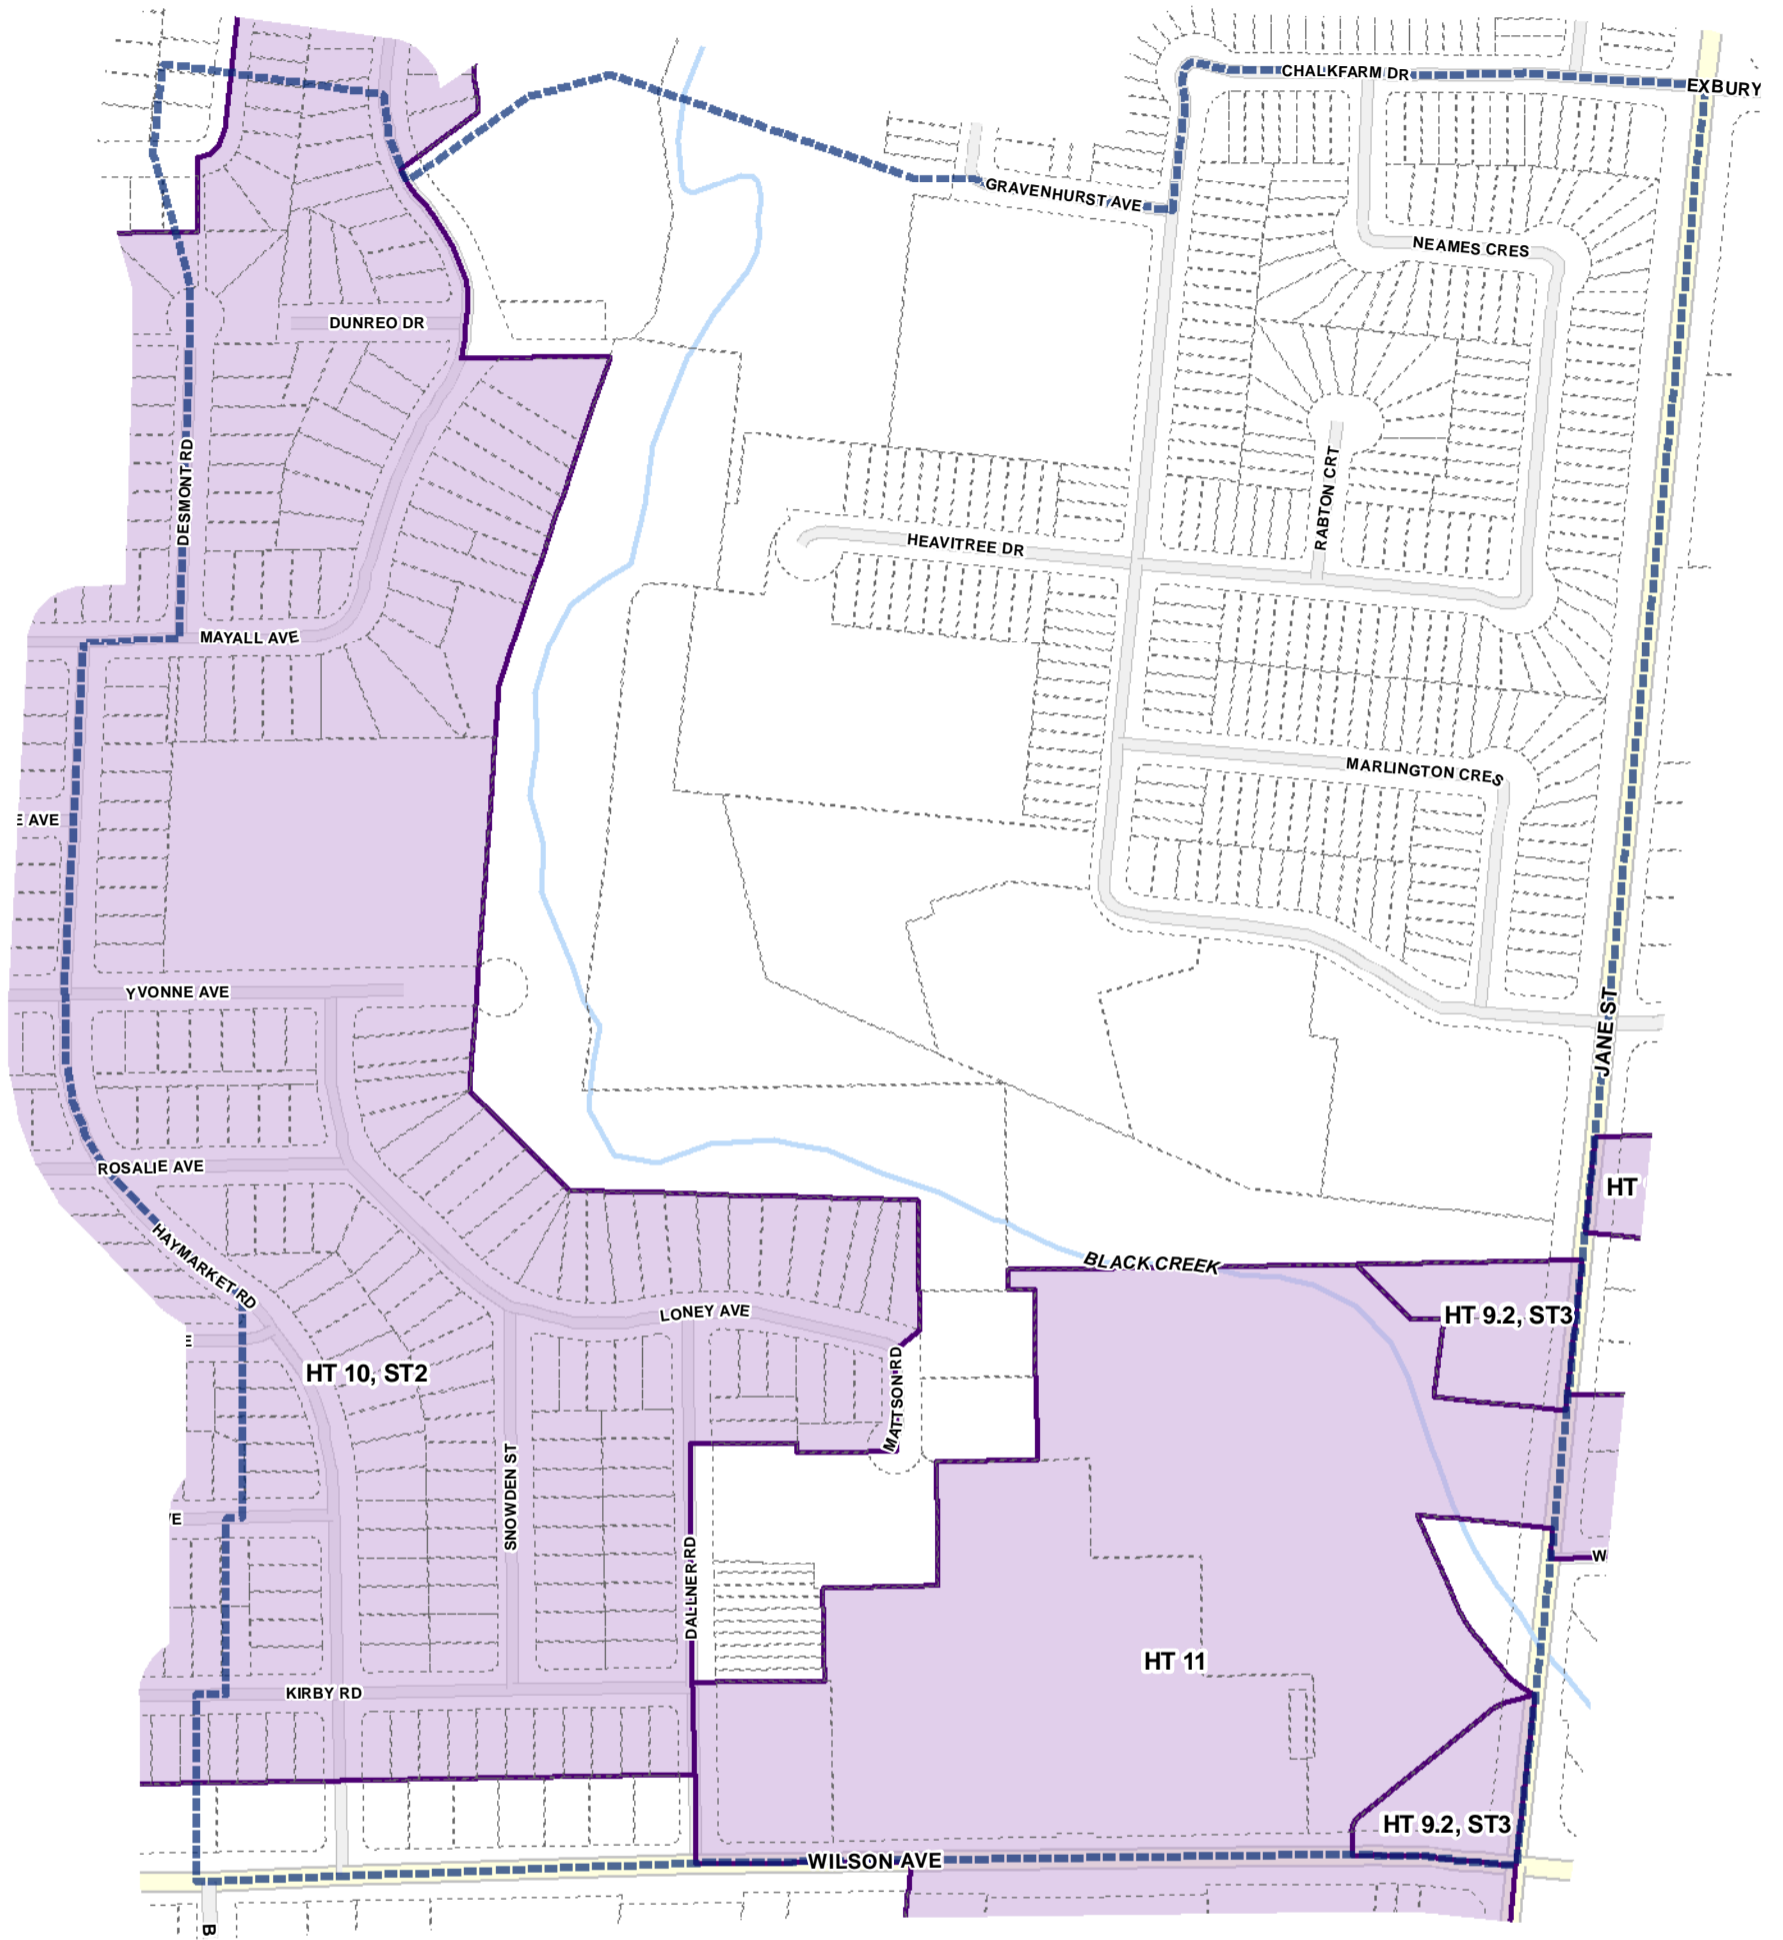 CHALKFARM DR
EXBURY
GRAVENHURST AVE
NEAMES CRES
DUNREO DR
DESMONT RD
RABTON CRT
HEAVITREE DR
MAYALL AVE
MARLINGTON CRES
E AVE
YVONNE AVE
JANE ST
ROSALIE AVE
HT
HAYMARKET RD
BLACK CREEK
LONEY AVE
HT 9.2, ST3
E
HT 10, ST2
MATTSON RD
SNOWDEN ST
VE
DALLNER RD
W
HT 11
KIRBY RD
HT 9.2, ST3
WILSON AVE
B